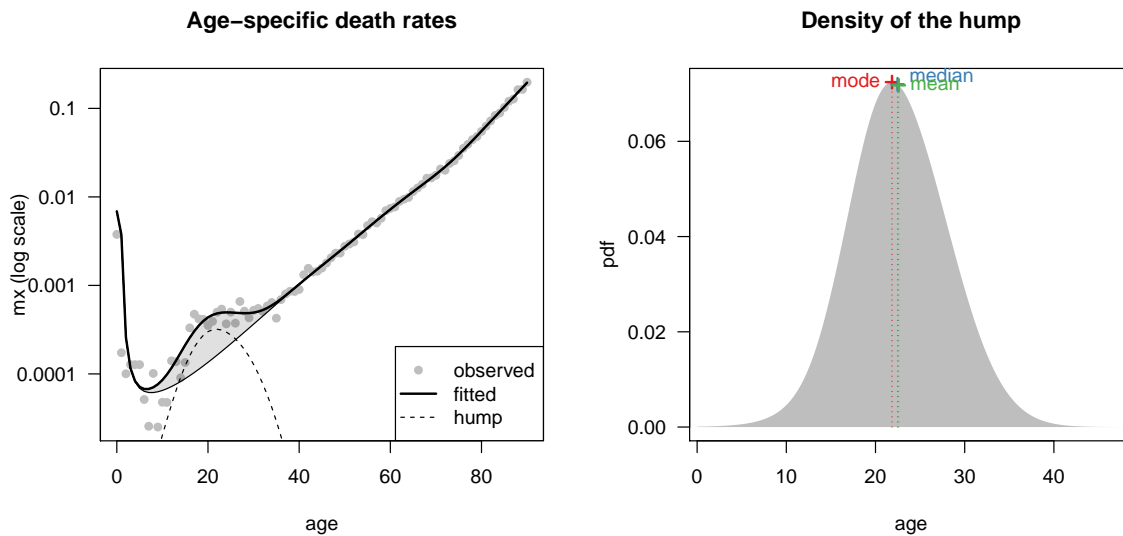 Age−specific death rates
mx (log scale)
0.1
0.01
0.001
0.0001
observed
fitted
hump
0 20 40 60 80
age
Density of the hump
pdf
mode
median
mean
0.06
0.04
0.02
0.00
0 10 20 30 40
age